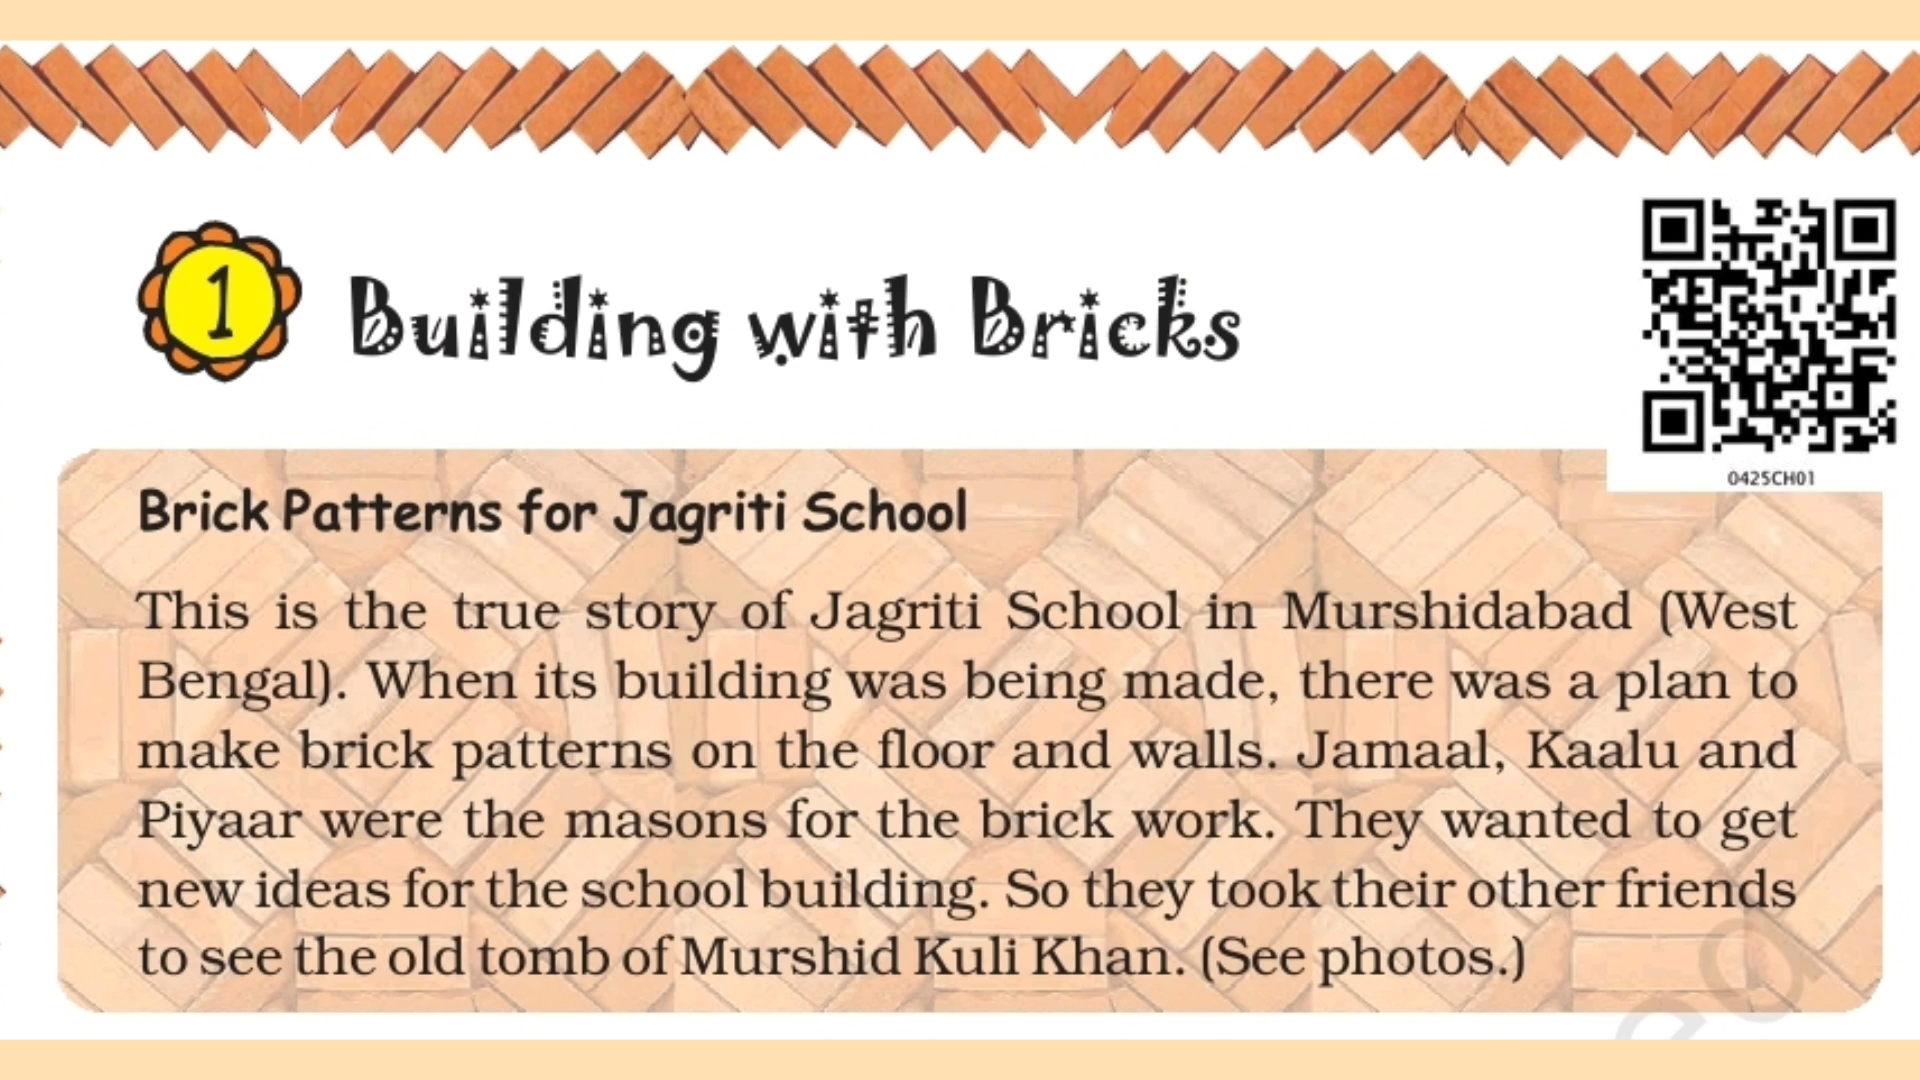 1
Building with Bricks
0425CH01
Brick Patterns for Jagriti School
This is the true story of Jagriti School in Murshidabad (West
Bengal). When its building was being made, there was a plan to
make brick patterns on the floor and walls. Jamaal, Kaalu and
Piyaar were the masons for the brick work. They wanted to get
new ideas for the school building. So they took their other friends
to see the old tomb of Murshid Kuli Khan. (See photos.)